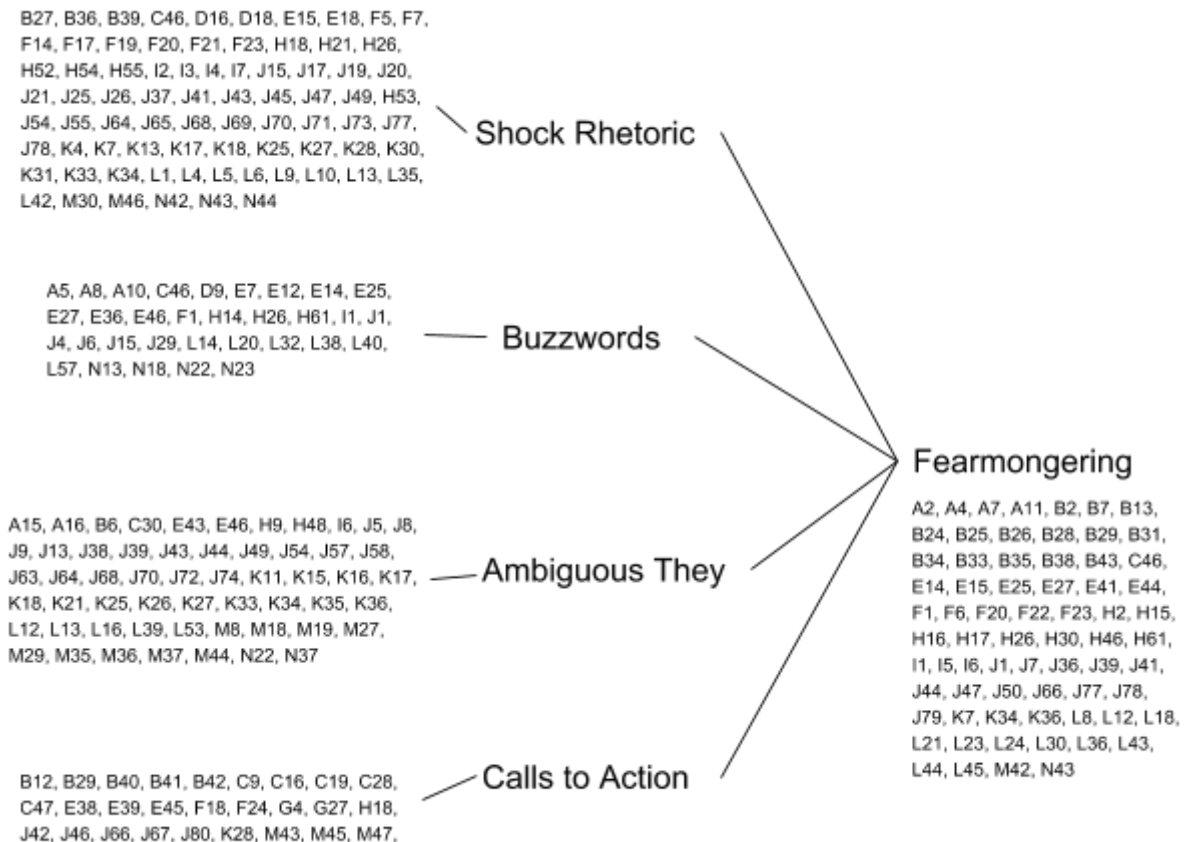 B27, B36, B39, C46, D16, D18, E15, E18, F5, F7,
F14, F17, F19, F20, F21, F23, H18, H21, H26,
H52, H54, H55, I2, I3, I4, I7, J15, J17, J19, J20,
J21, J25, J26, J37, J41, J43, J45, J47, J49, H53,
J54, J55, J64, J65, J68, J69, J70, J71, J73, J77,
J78, K4, K7, K13, K17, K18, K25, K27, K28, K30,
K31, K33, K34, L1, L4, L5, L6, L9, L10, L13, L35,
L42, M30, M46, N42, N43, N44
Shock Rhetoric
A5, A8, A10, C46, D9, E7, E12, E14, E25,
E27, E36, E46, F1, H14, H26, H61, I1, J1,
J4, J6, J15, J29, L14, L20, L32, L38, L40,
L57, N13, N18, N22, N23
Buzzwords
A15, A16, B6, C30, E43, E46, H9, H48, I6, J5, J8,
J9, J13, J38, J39, J43, J44, J49, J54, J57, J58,
J63, J64, J68, J70, J72, J74, K11, K15, K16, K17,
K18, K21, K25, K26, K27, K33, K34, K35, K36,
L12, L13, L16, L39, L53, M8, M18, M19, M27,
M29, M35, M36, M37, M44, N22, N37
Ambiguous They
B12, B29, B40, B41, B42, C9, C16, C19, C28,
C47, E38, E39, E45, F18, F24, G4, G27, H18,
J42, J46, J66, J67, J80, K28, M43, M45, M47,
Calls to Action
Fearmongering
A2, A4, A7, A11, B2, B7, B13,
B24, B25, B26, B28, B29, B31,
B34, B33, B35, B38, B43, C46,
E14, E15, E25, E27, E41, E44,
F1, F6, F20, F22, F23, H2, H15,
H16, H17, H26, H30, H46, H61,
I1, I5, I6, J1, J7, J36, J39, J41,
J44, J47, J50, J66, J77, J78,
J79, K7, K34, K36, L8, L12, L18,
L21, L23, L24, L30, L36, L43,
L44, L45, M42, N43